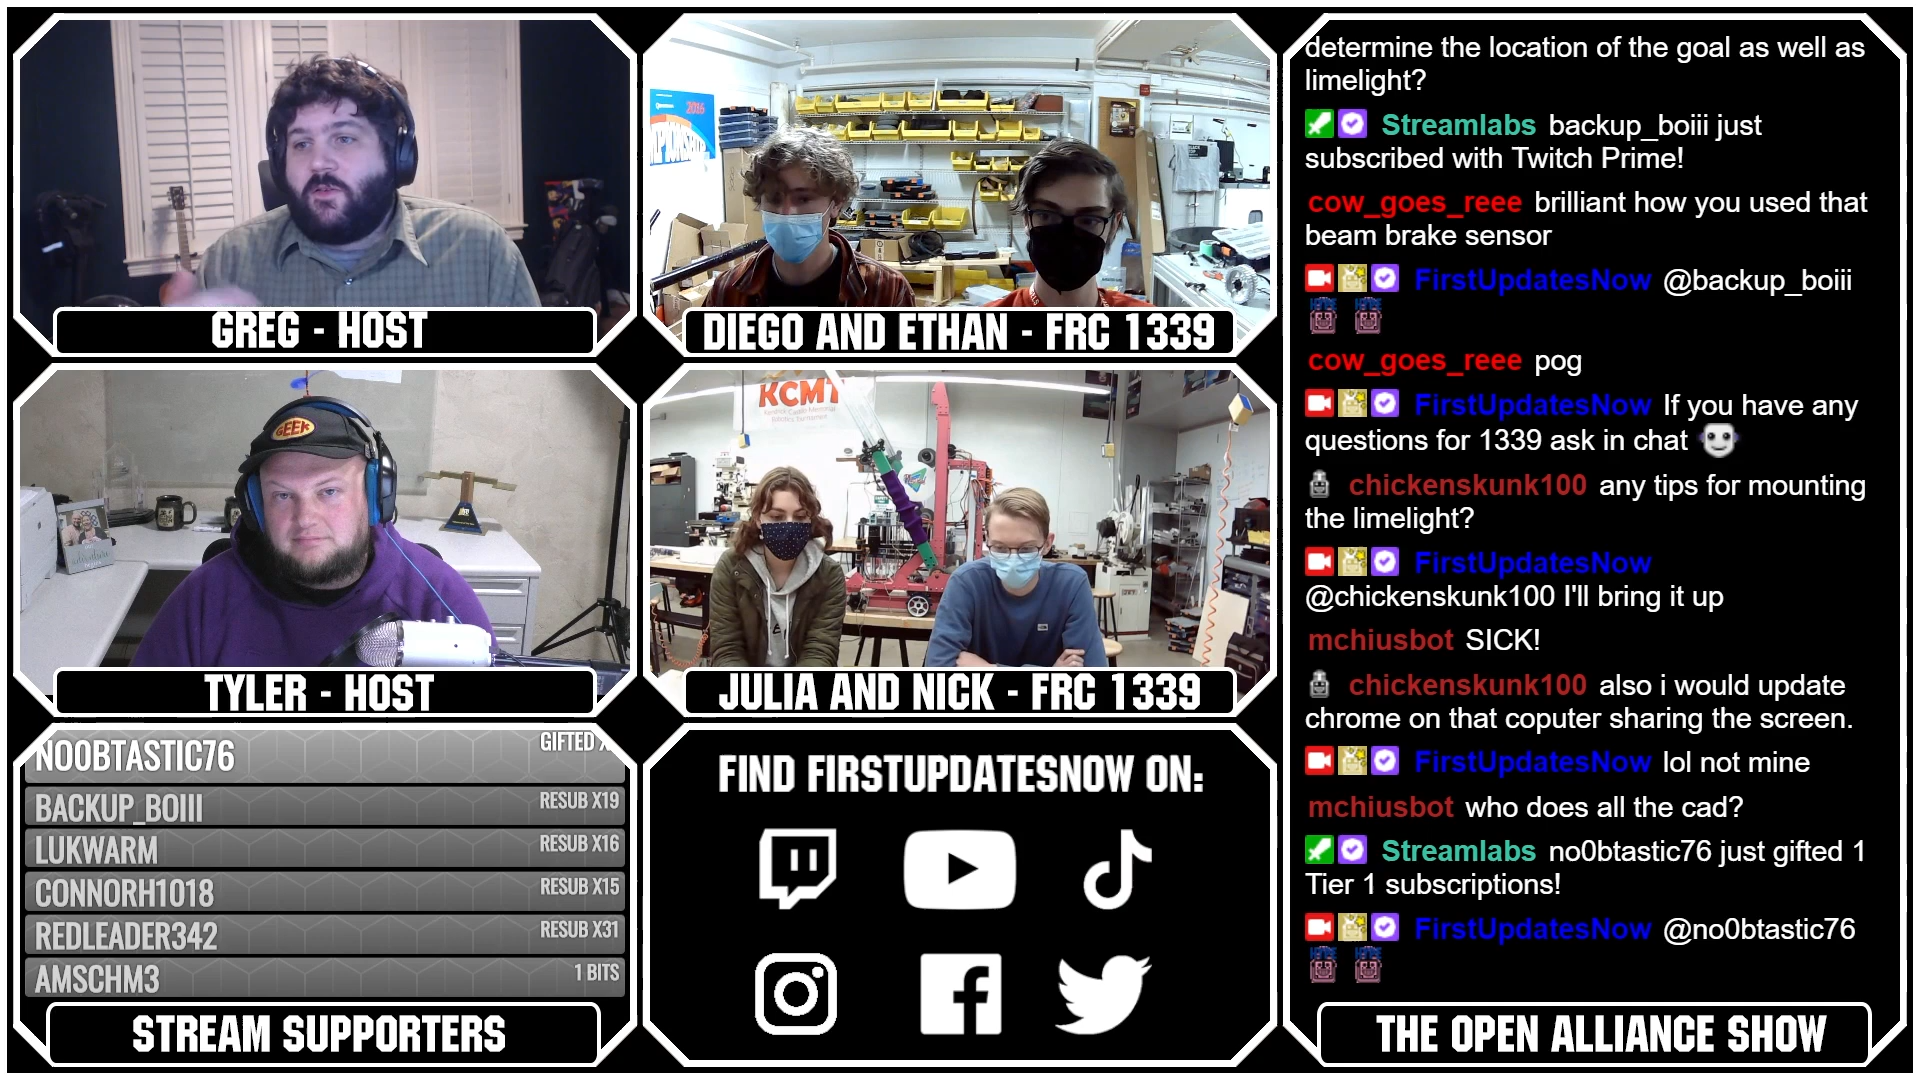 GREG - HOST
2016
DIEGO AND ETHAN - FRC 1339
GEEK
TYLER - HOST
KCMT
Robotics Tournament
JULIA AND NICK - FRC 1339
NO0BTASTIC76 GIFTED X
BACKUP_BOIII RESUB X19
LUKWARM RESUB X16
CONNORH1018 RESUB X15
REDLEADER342 RESUB X31
AMSCHM3 1 BITS
STREAM SUPPORTERS
FIND FIRSTUPDATESNOW ON:
determine the location of the goal as well as
limelight?
Streamlabs backup_boiii just
subscribed with Twitch Prime!
cow_goes_reee brilliant how you used that
beam brake sensor
FirstUpdatesNow @backup_boiii
cow_goes_reee pog
FirstUpdatesNow If you have any
questions for 1339 ask in chat
chickenskunk100 any tips for mounting
the limelight?
FirstUpdatesNow
@chickenskunk100 I'll bring it up
mchiusbot SICK!
chickenskunk100 also i would update
chrome on that coputer sharing the screen.
FirstUpdatesNow lol not mine
mchiusbot who does all the cad?
Streamlabs no0btastic76 just gifted 1
Tier 1 subscriptions!
FirstUpdatesNow @no0btastic76
THE OPEN ALLIANCE SHOW